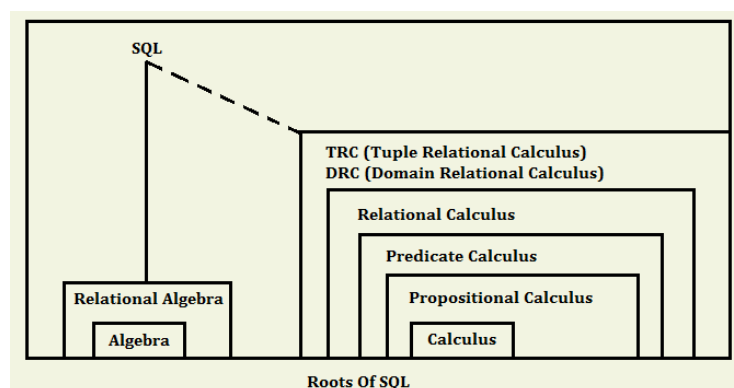 SQL
TRC (Tuple Relational Calculus)
DRC (Domain Relational Calculus)
Relational Calculus
Predicate Calculus
Relational Algebra
Propositional Calculus
Algebra
Calculus
Roots Of SQL